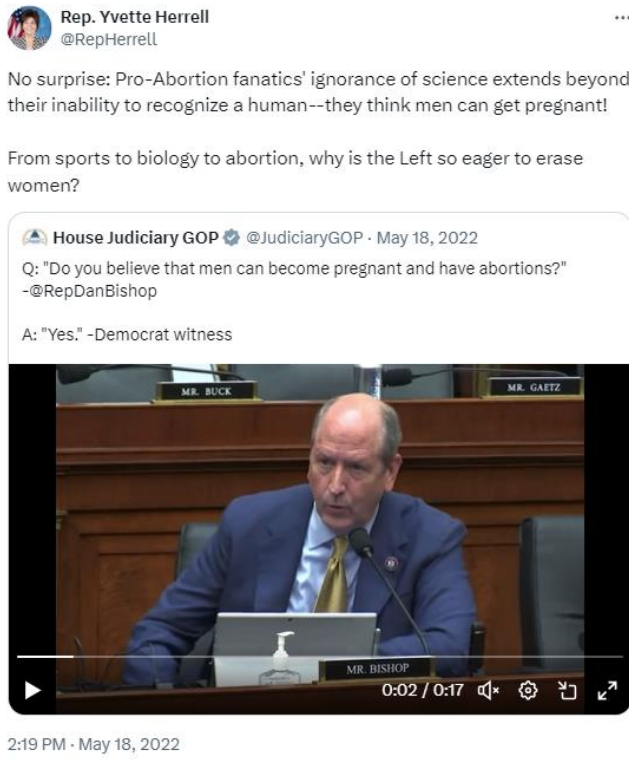 Rep. Yvette Herrell
@RepHerrell
No surprise: Pro-Abortion fanatics' ignorance of science extends beyond
their inability to recognize a human--they think men can get pregnant!
From sports to biology to abortion, why is the Left so eager to erase
women?
House Judiciary GOP @JudiciaryGOP · May 18, 2022
Q: "Do you believe that men can become pregnant and have abortions?"
-@RepDanBishop
A: "Yes." -Democrat witness
MR. BUCK
MR. GAETZ
MR. BISHOP
0:02 / 0:17
2:19 PM · May 18, 2022